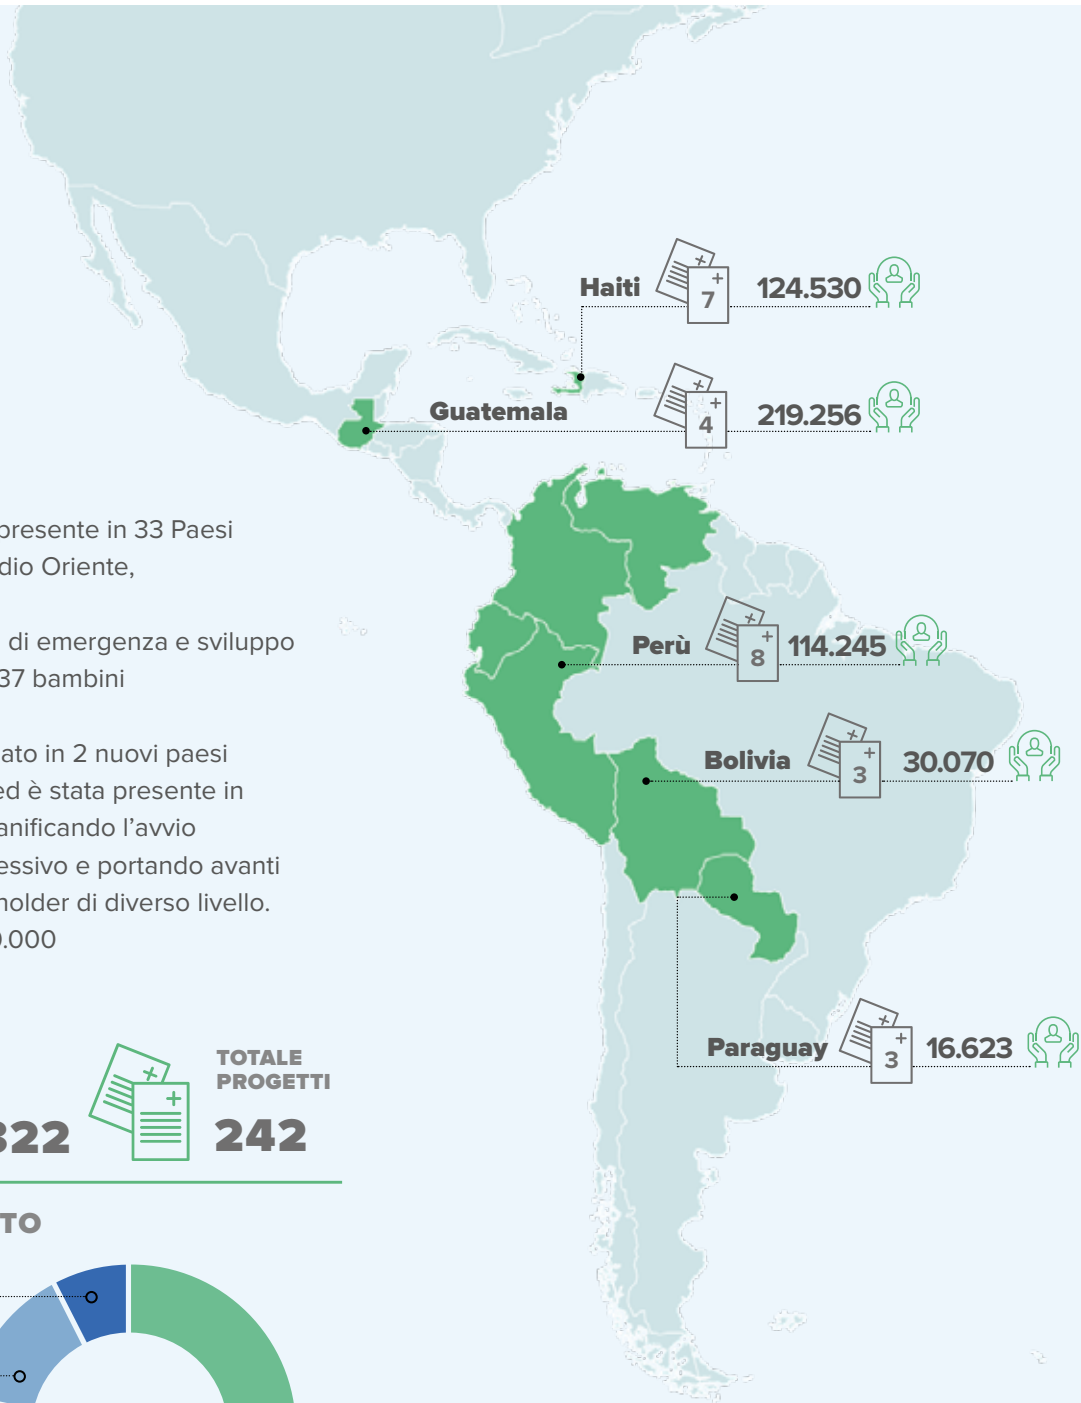 Haiti 7 124.530
Guatemala 4 219.256
presente in 33 Paesi
dio Oriente,
di emergenza e sviluppo
37 bambini
Perù 8 114.245
ato in 2 nuovi paesi
ed è stata presente in
anificando l'avvio
essivo e portando avanti
holder di diverso livello.
0.000
Bolivia 3 30.070
Paraguay 3 16.623
TOTALE
PROGETTI
322
242
TO